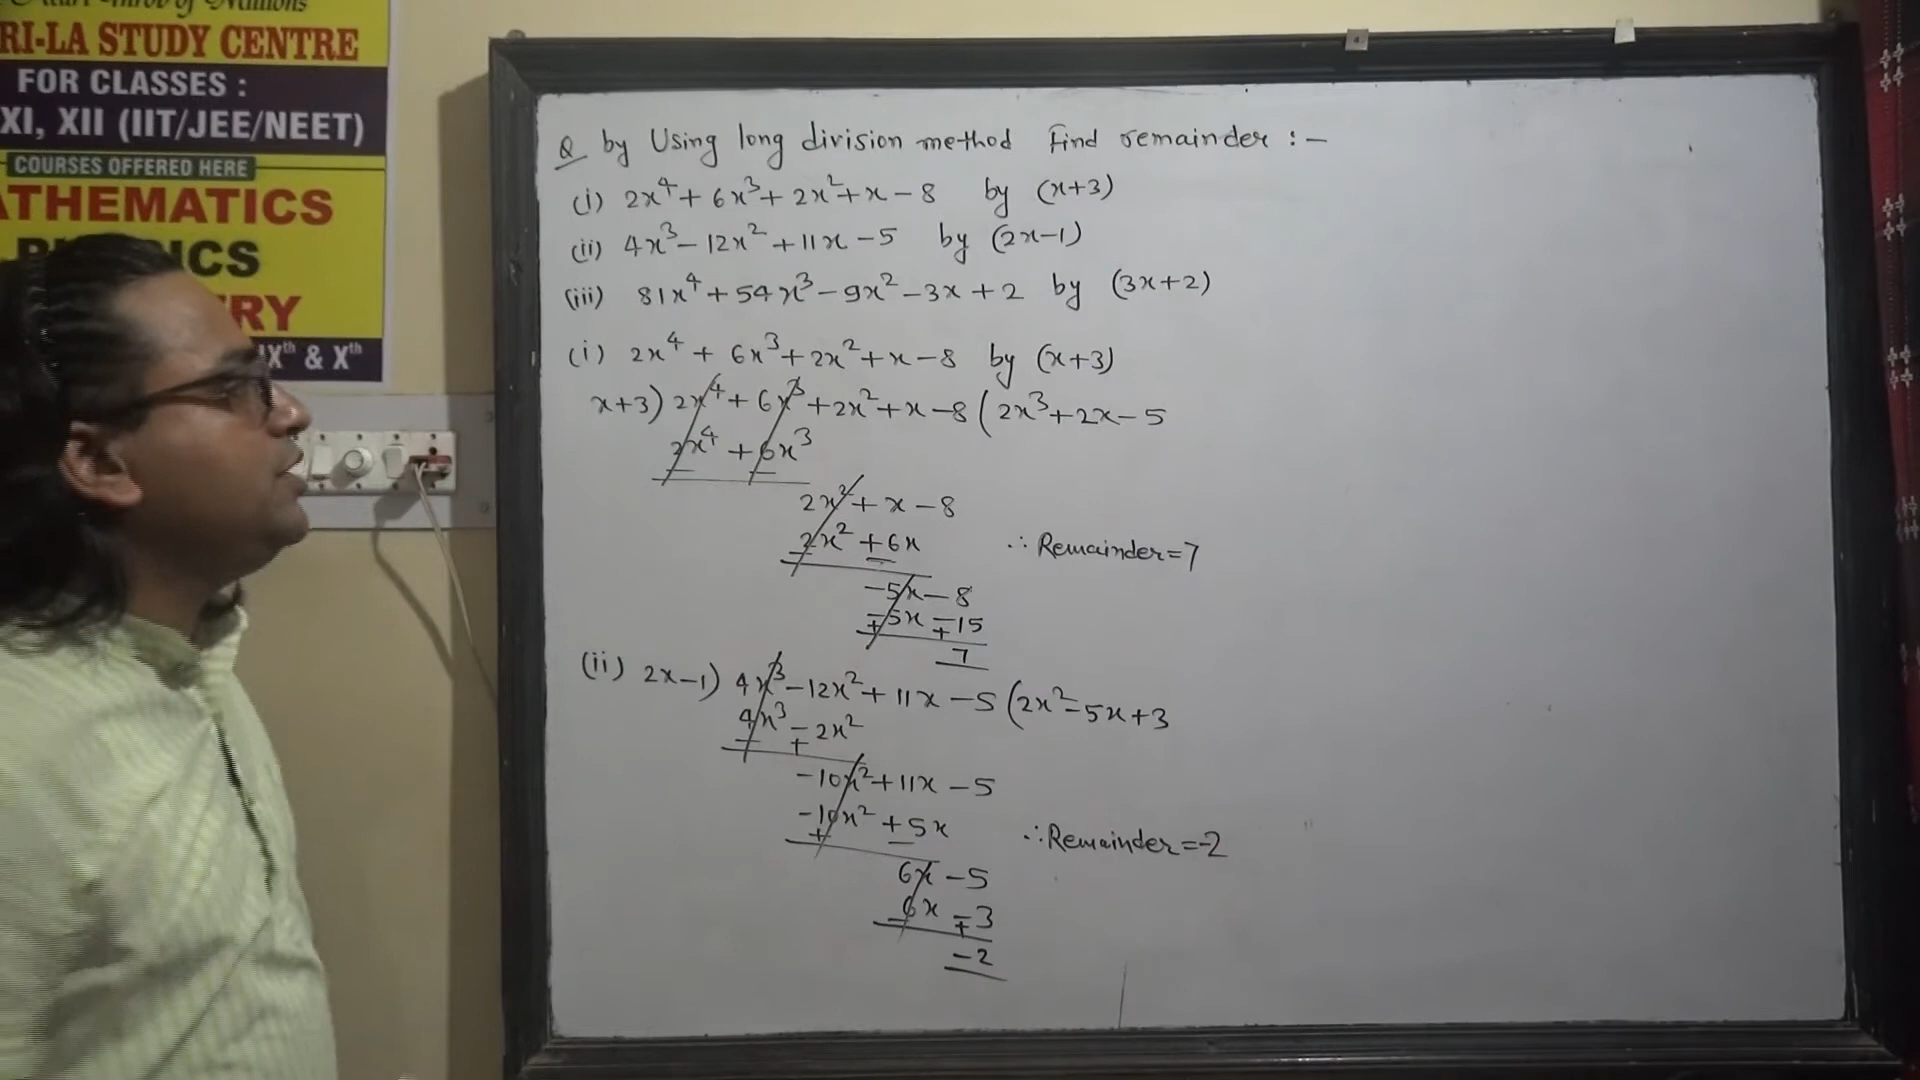 RI-LA STUDY CENTRE
FOR CLASSES :
XI, XII (IIT/JEE/NEET)
COURSES OFFERED HERE
ATHEMATICS
ICS
RY
IXth & Xth
Q by Using long division method Find remainder :-
(i) 2x⁴ + 6x³ + 2x² + x - 8 by (x+3)
(ii) 4x³ - 12x² + 11x - 5 by (2x-1)
(iii) 81x⁴ + 54x³ - 9x² - 3x + 2 by (3x+2)
(i) 2x⁴ + 6x³ + 2x² + x - 8 by (x+3)
x+3) 2x⁴ + 6x³ + 2x² + x - 8 ( 2x³ + 2x - 5
2x⁴ + 6x³
- -
2x² + x - 8
2x² + 6x
- -
∴ Remainder = 7
-5x - 8
-5x - 15
+ +
7
(ii) 2x-1) 4x³ - 12x² + 11x - 5 ( 2x² - 5x + 3
4x³ - 2x²
- +
-10x² + 11x - 5
-10x² + 5x
+ -
∴ Remainder = -2
6x - 5
6x - 3
- +
-2